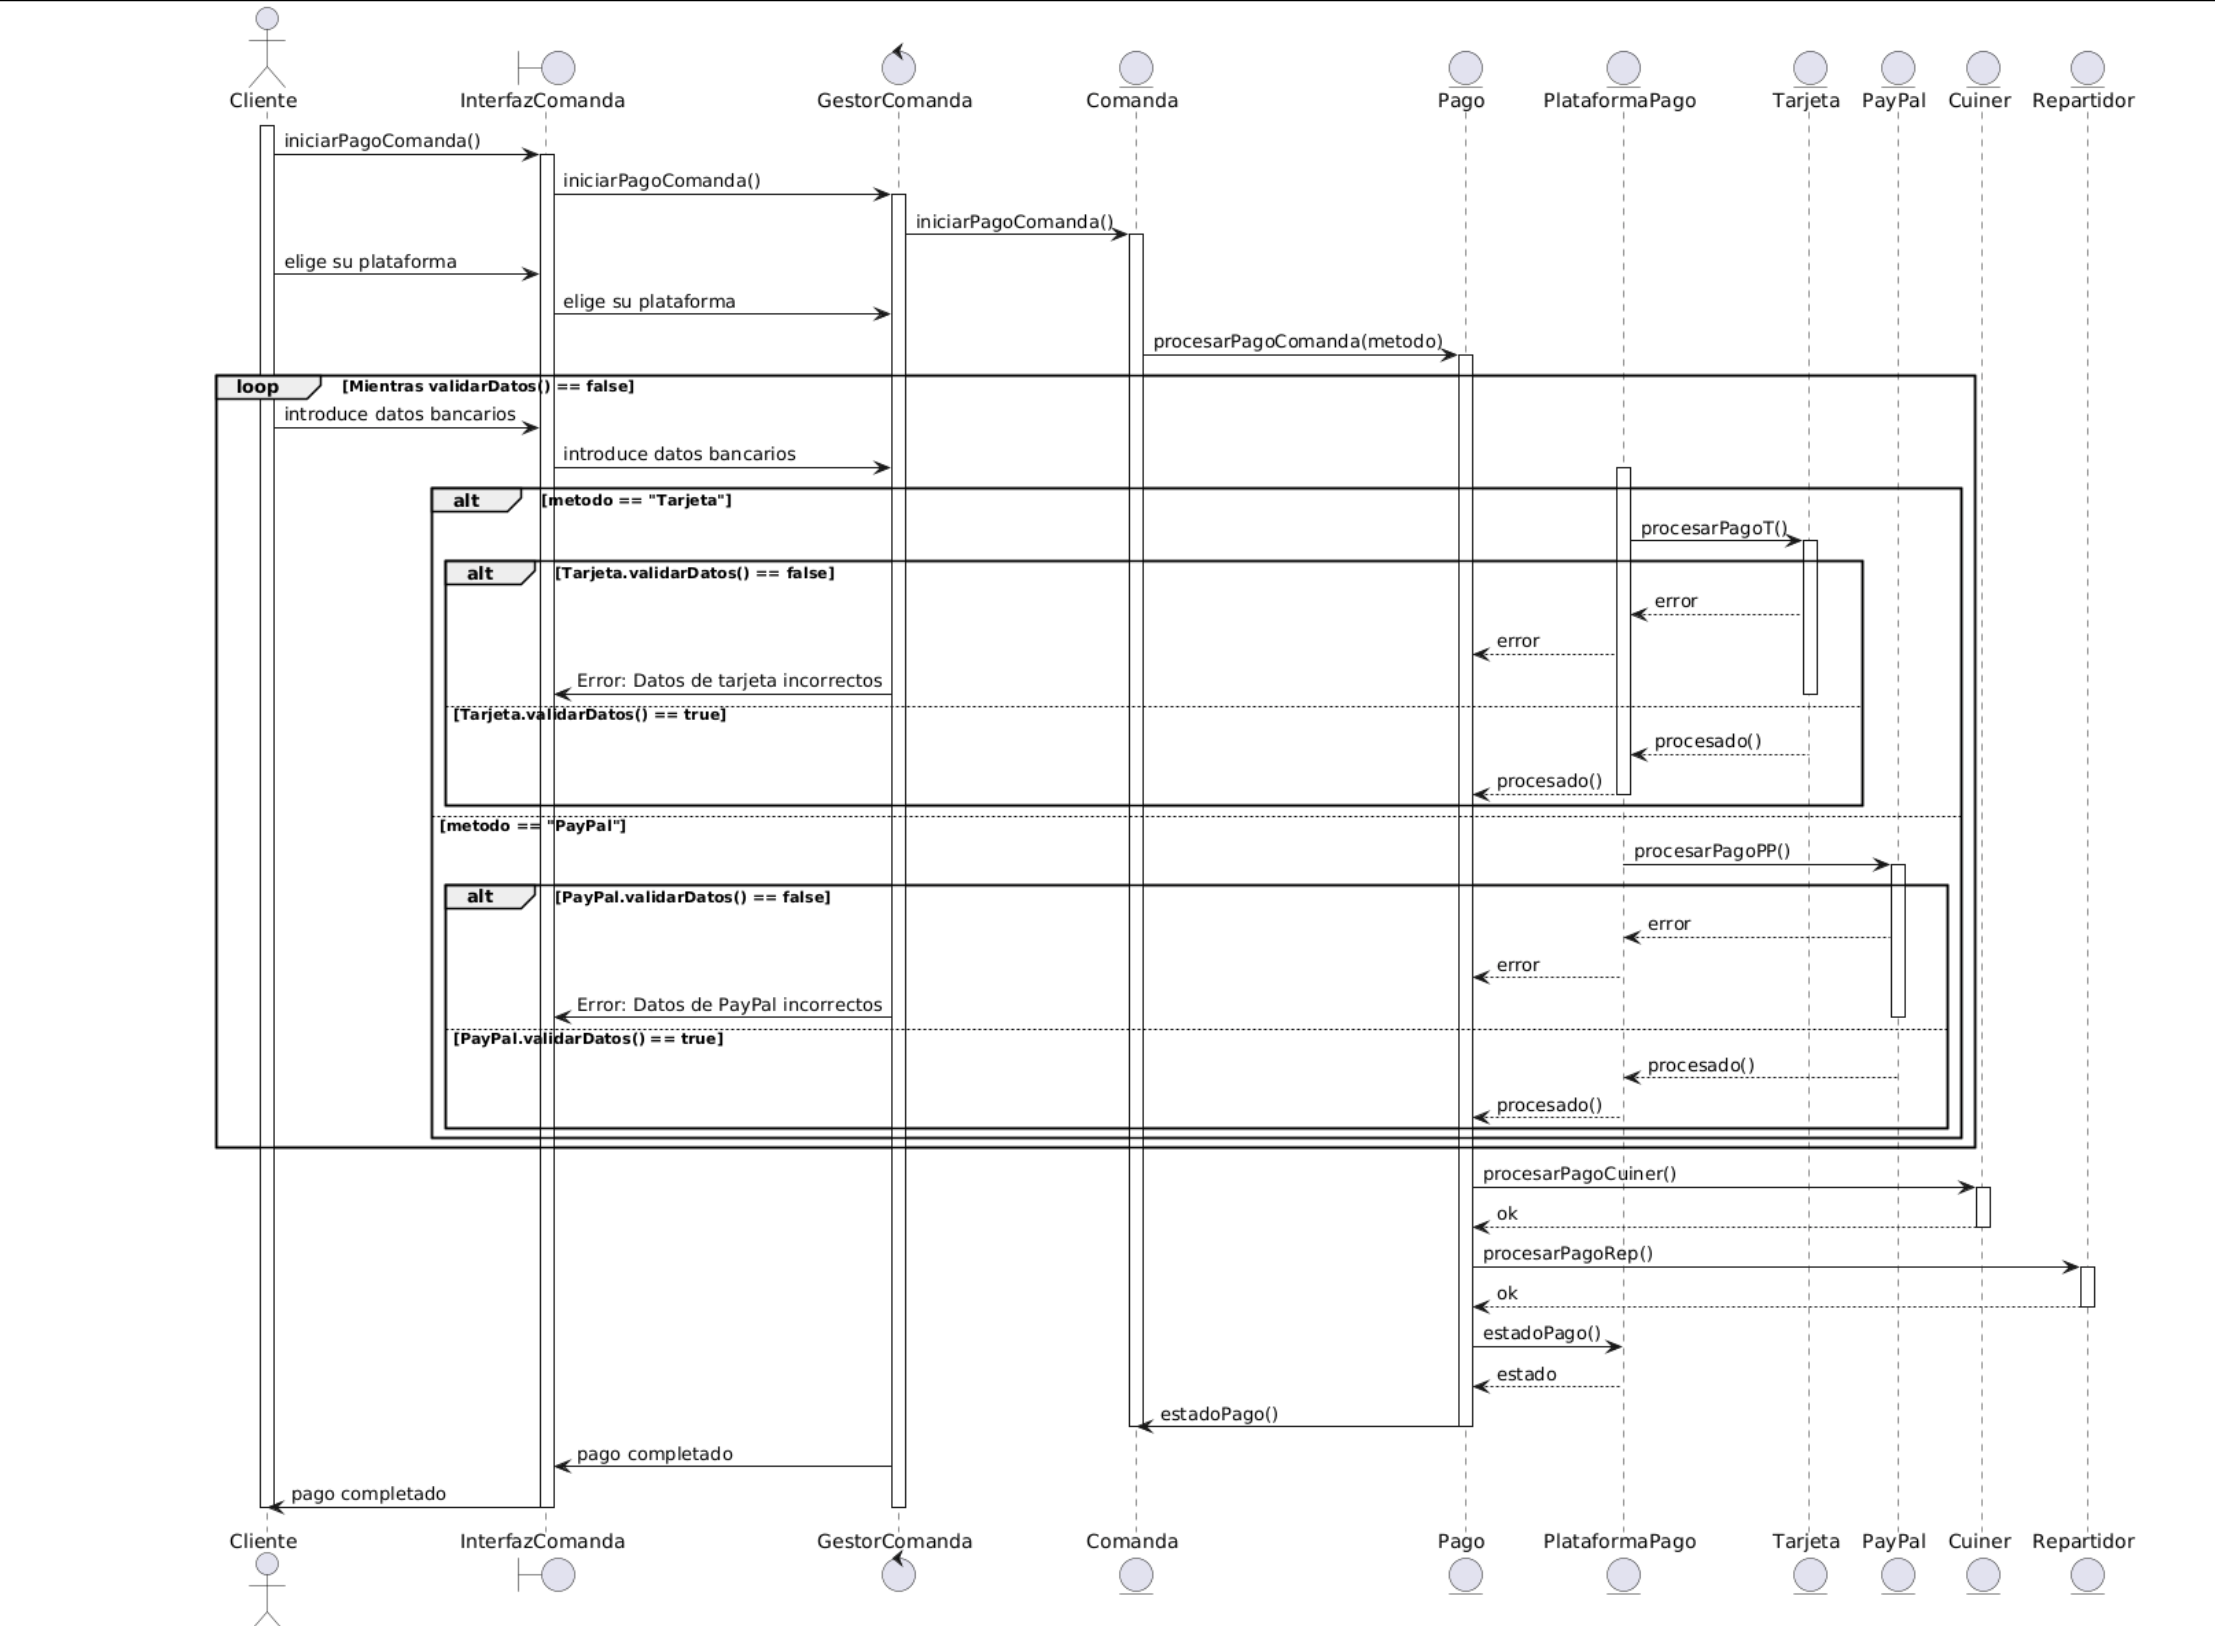 Cliente InterfazComanda GestorComanda Comanda Pago PlataformaPago Tarjeta PayPal Cuiner Repartidor
iniciarPagoComanda()
iniciarPagoComanda()
iniciarPagoComanda()
elige su plataforma
elige su plataforma
procesarPagoComanda(metodo)
loop [Mientras validarDatos() == false]
introduce datos bancarios
introduce datos bancarios
alt [metodo == "Tarjeta"]
procesarPagoT()
alt [Tarjeta.validarDatos() == false]
error
error
Error: Datos de tarjeta incorrectos
[Tarjeta.validarDatos() == true]
procesado()
procesado()
[metodo == "PayPal"]
procesarPagoPP()
alt [PayPal.validarDatos() == false]
error
error
Error: Datos de PayPal incorrectos
[PayPal.validarDatos() == true]
procesado()
procesado()
procesarPagoCuiner()
ok
procesarPagoRep()
ok
estadoPago()
estado
estadoPago()
pago completado
pago completado
Cliente InterfazComanda GestorComanda Comanda Pago PlataformaPago Tarjeta PayPal Cuiner Repartidor